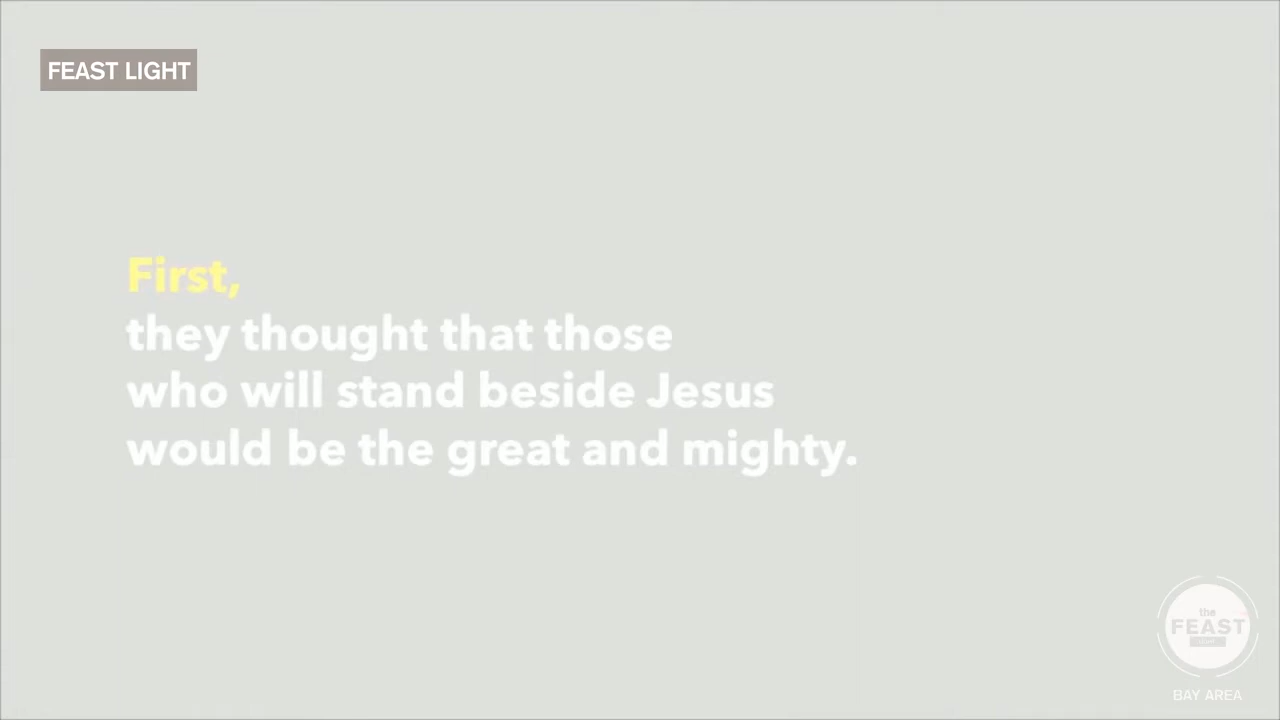 FEAST LIGHT
First,
they thought that those
who will stand beside Jesus
would be the great and mighty.
the
FEAST
BAY AREA